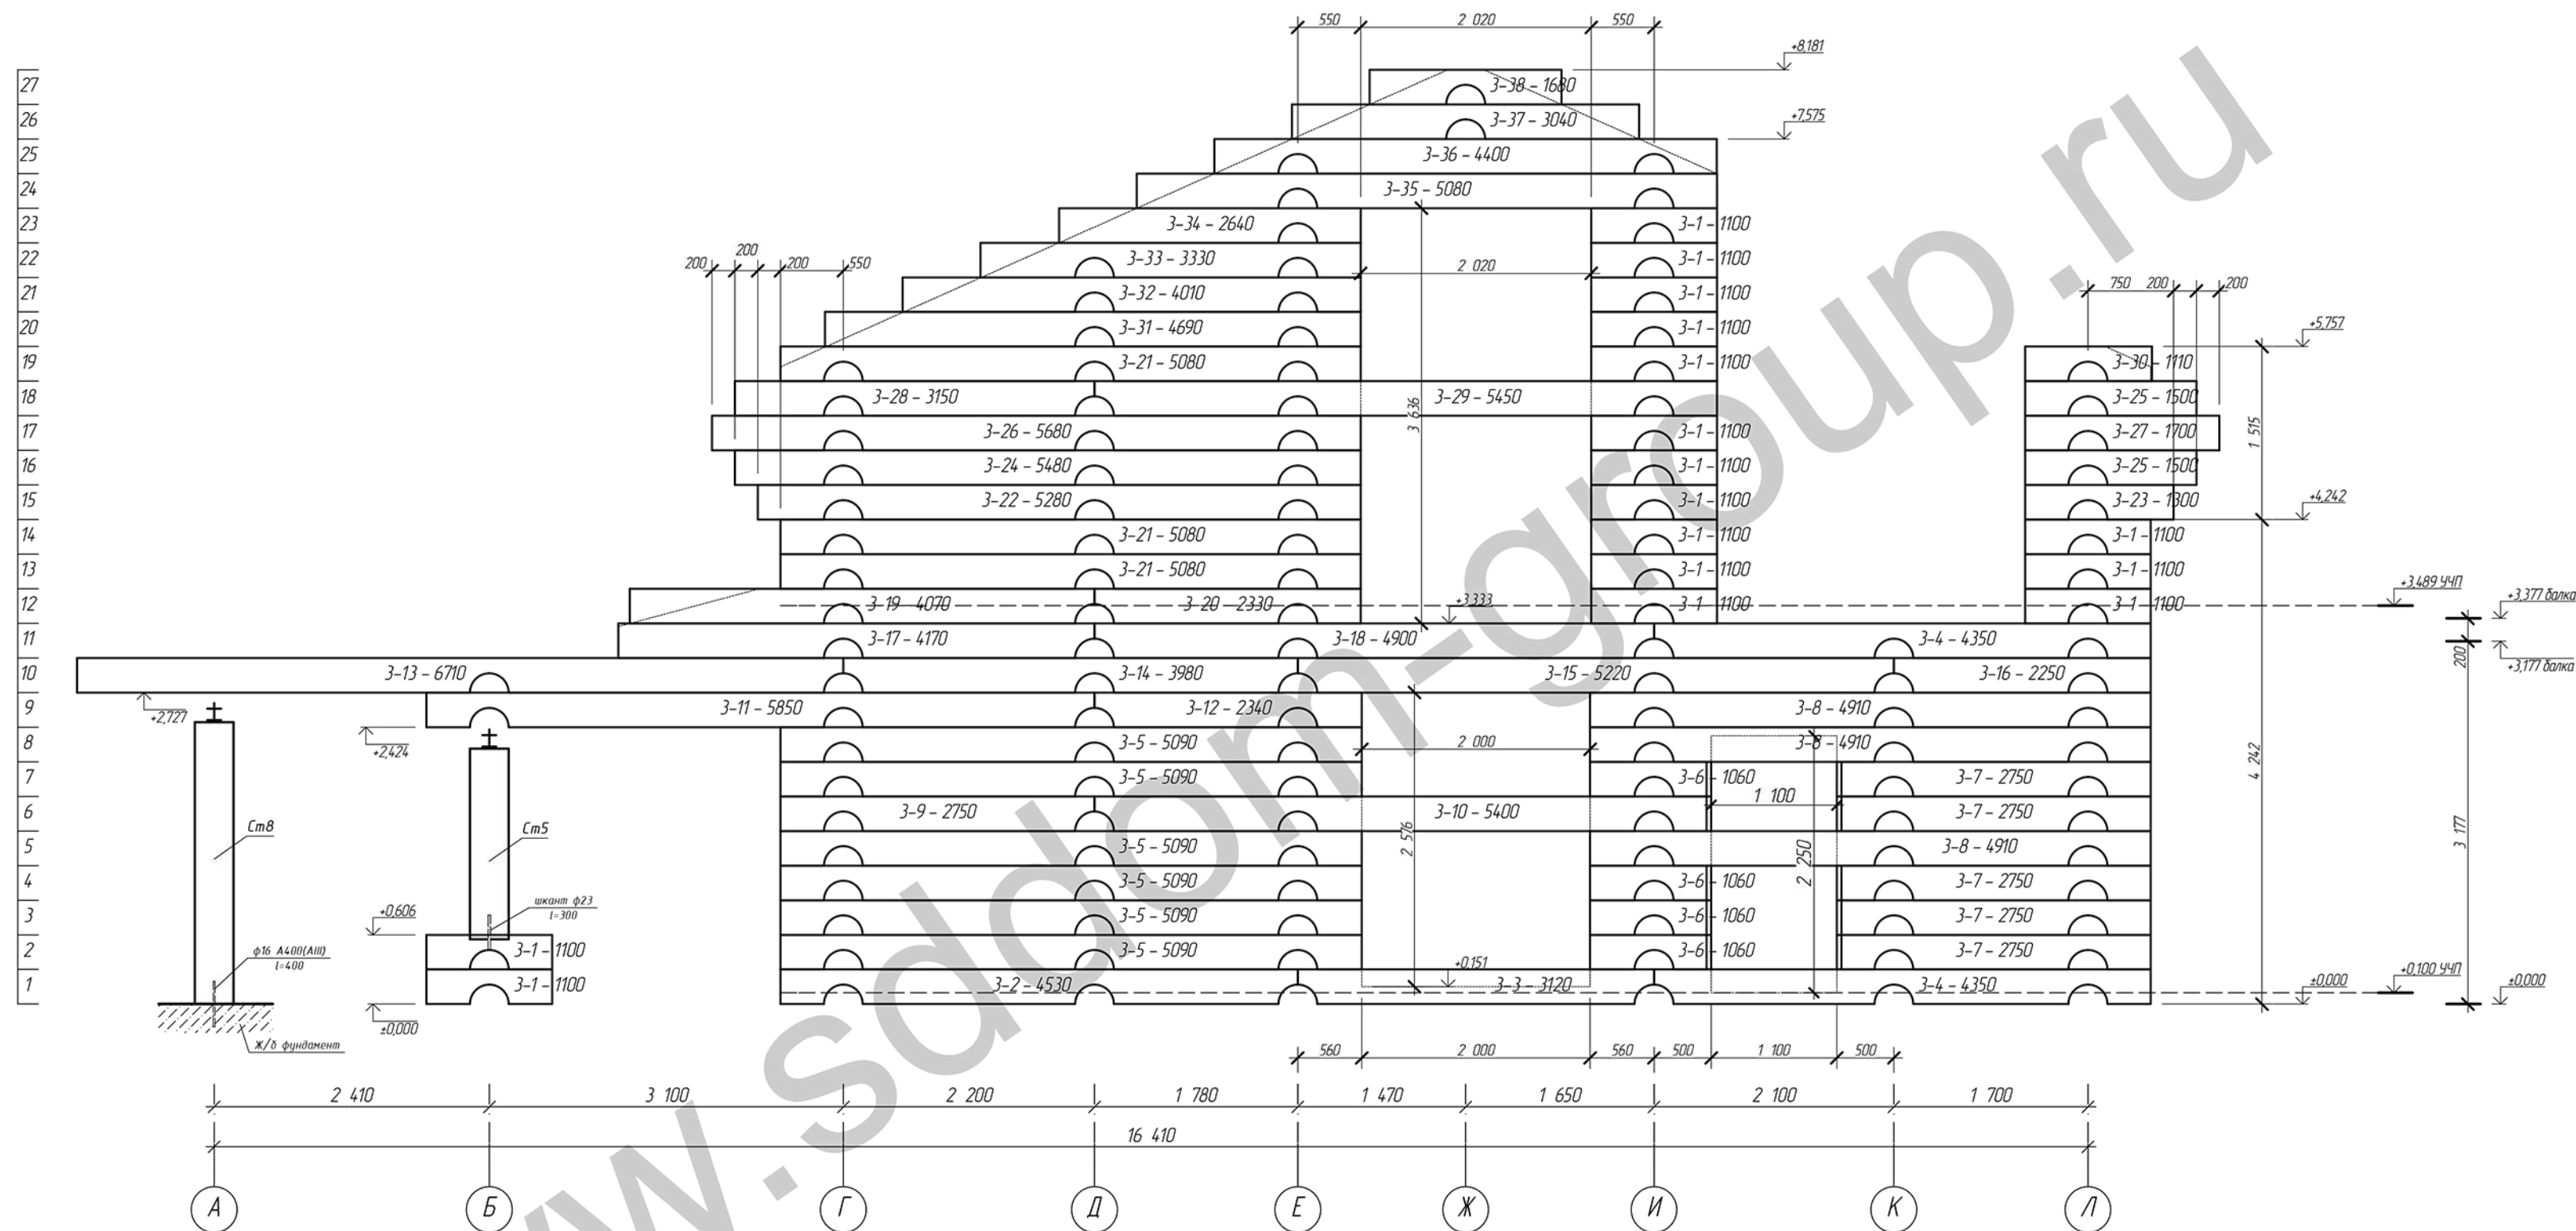 550 2 020 550
+8,181
27 3-38 - 1680
26 3-37 - 3040 +7,575
25 3-36 - 4400
24 3-35 - 5080
23 3-34 - 2640 3-1 - 1100
200 200 200 550
22 3-33 - 3330 2 020 3-1 - 1100
750 200 200
21 3-32 - 4010 3-1 - 1100
20 3-31 - 4690 3-1 - 1100 +5,757
19 3-21 - 5080 3-1 - 1100 3-30 - 1110
18 3-28 - 3150 3-29 - 5450 3-25 - 1500
3 636
17 3-26 - 5680 3-1 - 1100 3-27 - 1700
1 515
16 3-24 - 5480 3-1 - 1100 3-25 - 1500
15 3-22 - 5280 3-1 - 1100 3-23 - 1300 +4,242
14 3-21 - 5080 3-1 - 1100 3-1 - 1100
13 3-21 - 5080 3-1 - 1100 3-1 - 1100
+3,489 УЧП
+3,377 балка
12 3-19 - 4070 3-20 - 2330 +3,333 3-1 - 1100 3-1 - 1100
11 3-17 - 4170 3-18 - 4900 3-4 - 4350
200
+3,177 балка
10 3-13 - 6710 3-14 - 3980 3-15 - 5220 3-16 - 2250
9 3-11 - 5850 3-12 - 2340 3-8 - 4910
+2,727
8 3-5 - 5090 2 000 3-8 - 4910
+2,424
4 242
7 3-5 - 5090 3-6 - 1060 3-7 - 2750
1 100
6 3-9 - 2750 3-10 - 5400 3-7 - 2750
Ст8 Ст5
5 3-5 - 5090 2 576 3-8 - 4910 3 177
2 250
4 3-5 - 5090 3-6 - 1060 3-7 - 2750
шкант ф23
l=300
3 +0,606 3-5 - 5090 3-6 - 1060 3-7 - 2750
2 3-1 - 1100 3-5 - 5090 3-6 - 1060 3-7 - 2750
ф16 А400(АIII)
l=400
+0,151
+0,100 УЧП
1 3-1 - 1100 3-2 - 4530 3-3 - 3120 3-4 - 4350 ±0,000 ±0,000
±0,000
Ж/б фундамент
560 2 000 560 500 1 100 500
2 410 3 100 2 200 1 780 1 470 1 650 2 100 1 700
16 410
А Б Г Д Е Ж И К Л
w.sddom-group.ru